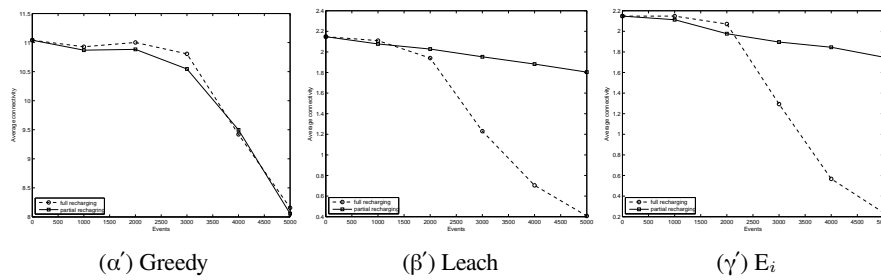 Average connectivity
11.5
11
10.5
10
9.5
9
8.5
8
0 500 1000 1500 2000 2500 3000 3500 4000 4500 5000
Events
full recharging
partial rechagring
(α′) Greedy
Average connectivity
2.4
2.2
2
1.8
1.6
1.4
1.2
1
0.8
0.6
0.4
0 500 1000 1500 2000 2500 3000 3500 4000 4500 5000
Events
full recharging
partial recharging
(β′) Leach
Average connectivity
2.2
2
1.8
1.6
1.4
1.2
1
0.8
0.6
0.4
0.2
0 500 1000 1500 2000 2500 3000 3500 4000 4500 5000
Events
full recharging
partial recharging
(γ′) Eᵢ